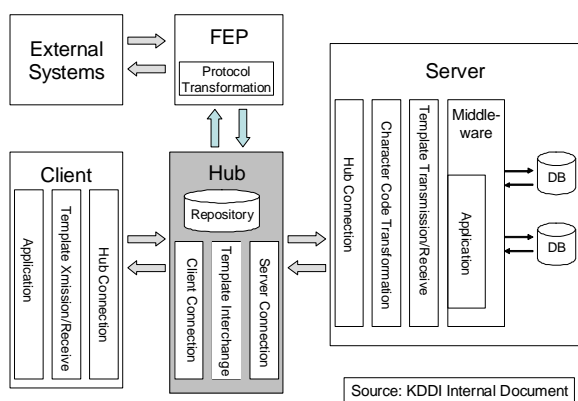 External
Systems
FEP
Protocol
Transformation
Client
Application
Template Xmission/Receive
Hub Connection
Hub
Repository
Client Connection
Template Interchange
Server Connection
Server
Hub Connection
Character Code Transformation
Template Transmission/Receive
Middle-
ware
Application
DB
DB
Source: KDDI Internal Document